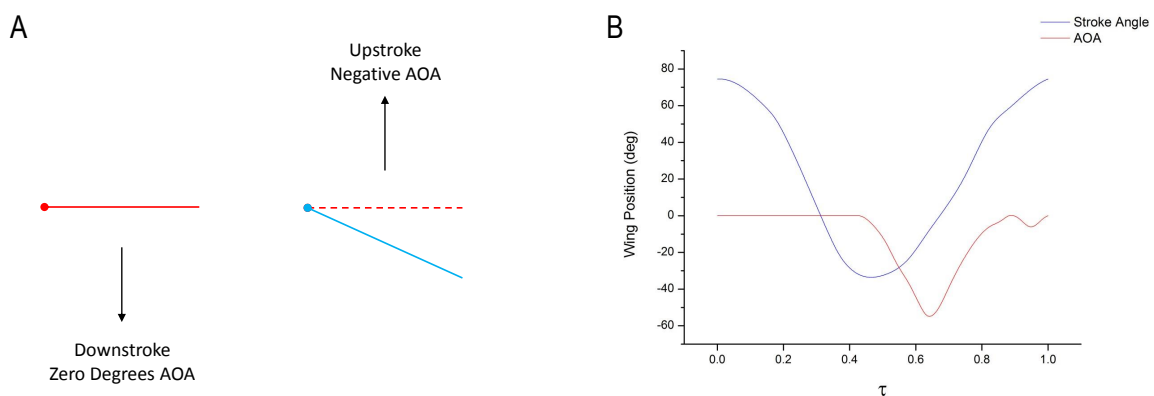 A
Upstroke
Negative AOA
Downstroke
Zero Degrees AOA
B
Stroke Angle
AOA
Wing Position (deg)
80
60
40
20
0
-20
-40
-60
0.0 0.2 0.4 0.6 0.8 1.0
τ